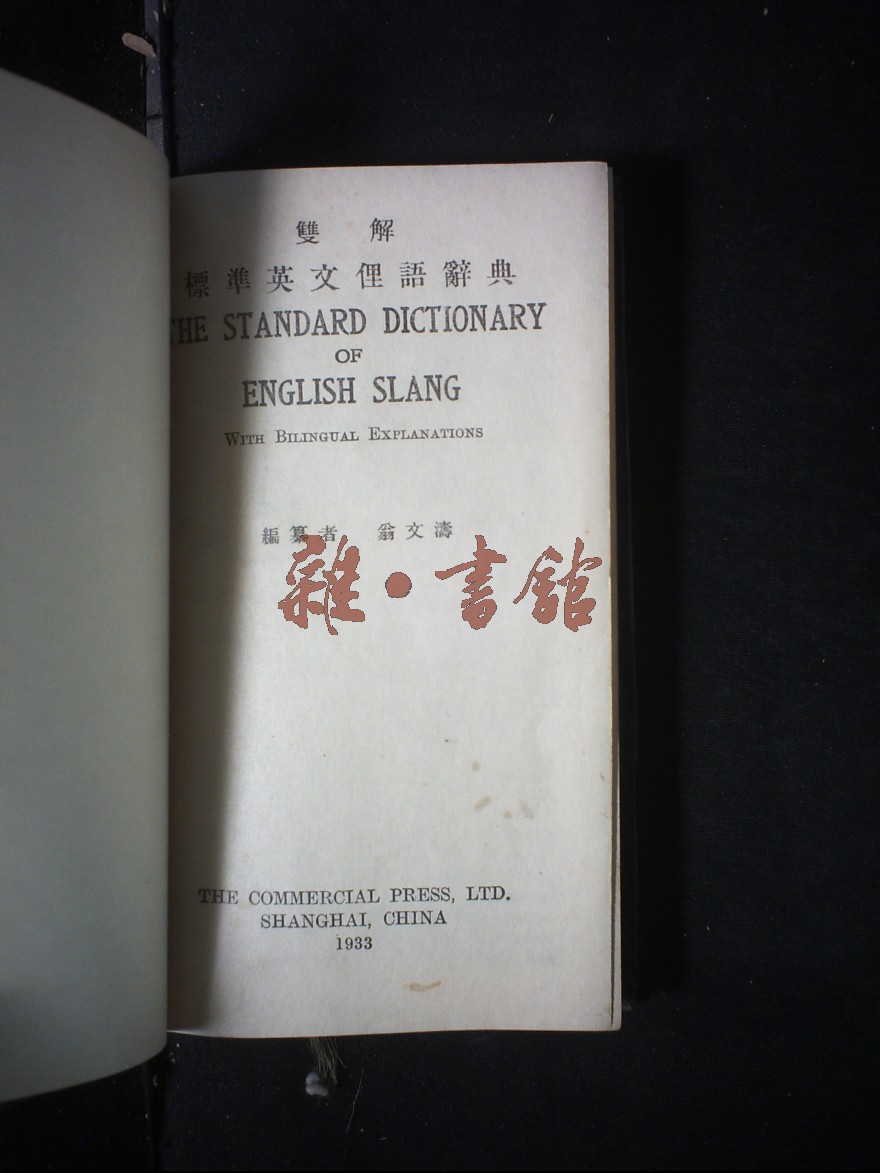 雙 解
標準英文俚語辭典
THE STANDARD DICTIONARY
OF
ENGLISH SLANG
WITH BILINGUAL EXPLANATIONS
編纂者 翁文濤
雜·書館
THE COMMERCIAL PRESS, LTD.
SHANGHAI, CHINA
1933